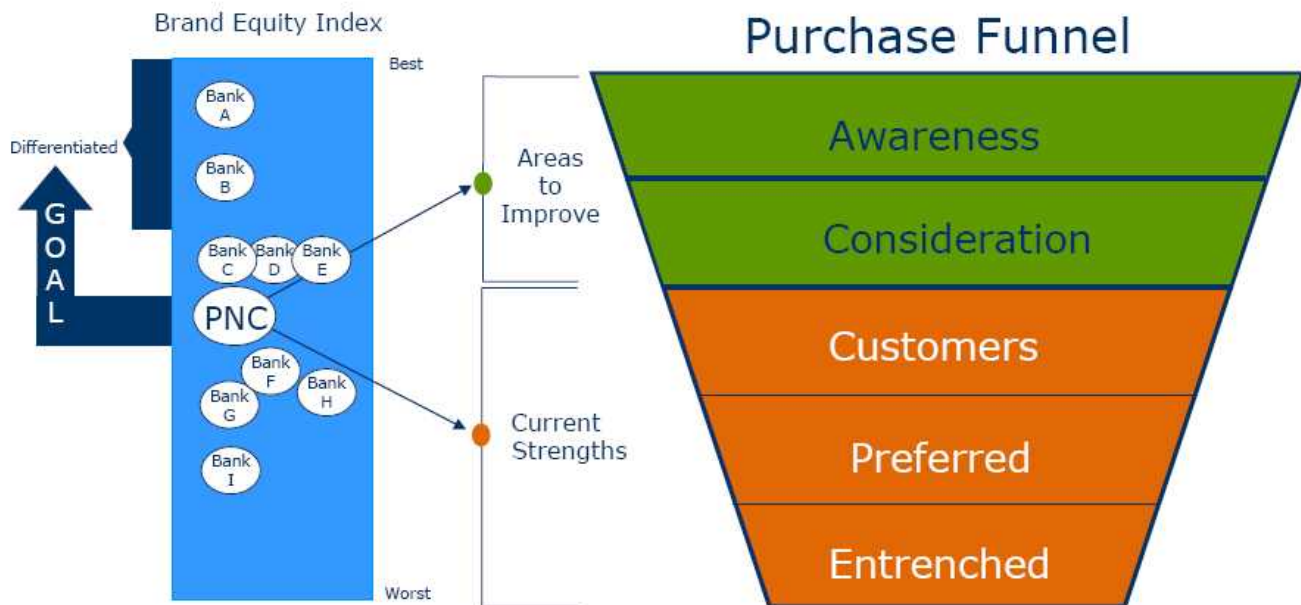 Brand Equity Index
Purchase Funnel
Best
Bank
A
Differentiated
Bank
B
GOAL
Bank
C
Bank
D
Bank
E
PNC
Bank
F
Bank
H
Bank
G
Bank
I
Worst
Areas
to
Improve
Current
Strengths
Awareness
Consideration
Customers
Preferred
Entrenched